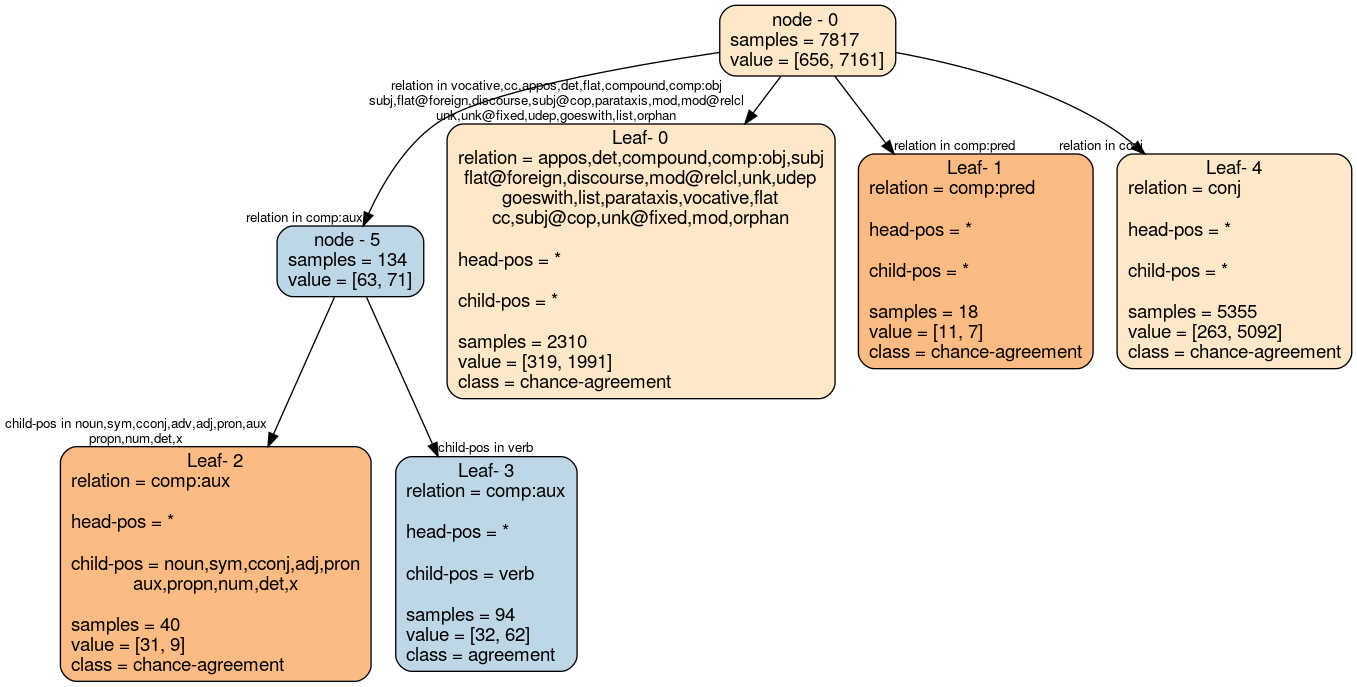 node - 0
samples = 7817
value = [656, 7161]
relation in vocative,cc,appos,det,flat,compound,comp:obj
subj,flat@foreign,discourse,subj@cop,parataxis,mod,mod@relcl
unk,unk@fixed,udep,goeswith,list,orphan
relation in comp:pred
relation in conj
Leaf- 0
relation = appos,det,compound,comp:obj,subj
flat@foreign,discourse,mod@relcl,unk,udep
goeswith,list,parataxis,vocative,flat
cc,subj@cop,unk@fixed,mod,orphan
head-pos = *
child-pos = *
samples = 2310
value = [319, 1991]
class = chance-agreement
Leaf- 1
relation = comp:pred
head-pos = *
child-pos = *
samples = 18
value = [11, 7]
class = chance-agreement
Leaf- 4
relation = conj
head-pos = *
child-pos = *
samples = 5355
value = [263, 5092]
class = chance-agreement
relation in comp:aux
node - 5
samples = 134
value = [63, 71]
child-pos in noun,sym,cconj,adv,adj,pron,aux
propn,num,det,x
child-pos in verb
Leaf- 2
relation = comp:aux
head-pos = *
child-pos = noun,sym,cconj,adj,pron
aux,propn,num,det,x
samples = 40
value = [31, 9]
class = chance-agreement
Leaf- 3
relation = comp:aux
head-pos = *
child-pos = verb
samples = 94
value = [32, 62]
class = agreement